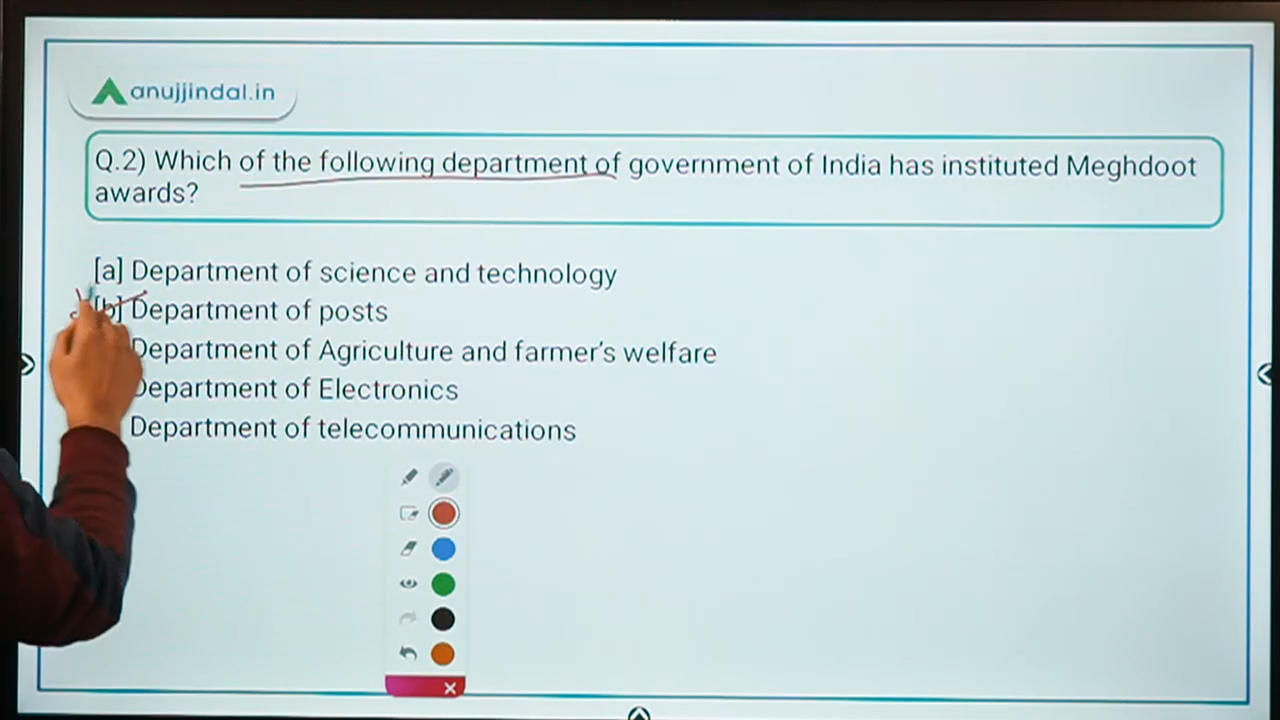 anujjindal.in
Q.2) Which of the following department of government of India has instituted Meghdoot
awards?
[a] Department of science and technology
[b] Department of posts
Department of Agriculture and farmer's welfare
Department of Electronics
Department of telecommunications